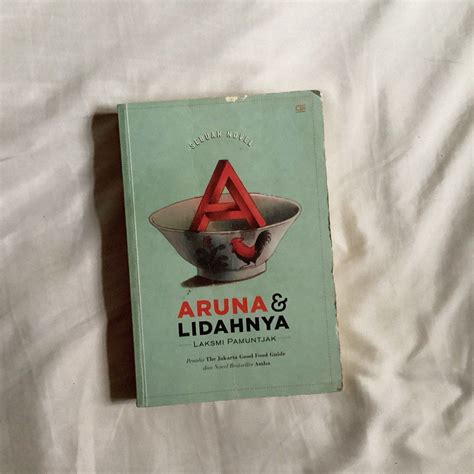 SEBUAH NOVEL
A
ARUNA &
LIDAHNYA
LAKSMI PAMUNTJAK
Penulis The Jakarta Good Food Guide
dan Novel Bestseller Amba